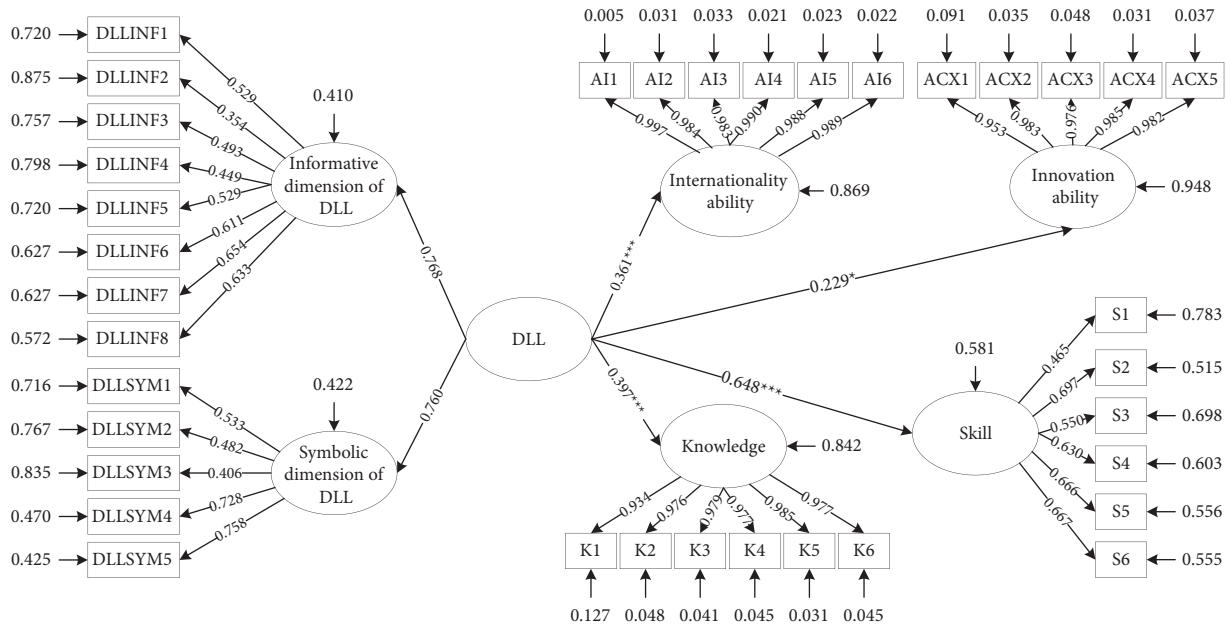 0.720
DLLINF1
0.875
DLLINF2
0.757
DLLINF3
0.798
DLLINF4
0.720
DLLINF5
0.627
DLLINF6
0.627
DLLINF7
0.572
DLLINF8
0.529
0.354
0.493
0.449
0.529
0.611
0.654
0.633
0.410
Informative
dimension of
DLL
0.768
0.716
DLLSYM1
0.767
DLLSYM2
0.835
DLLSYM3
0.470
DLLSYM4
0.425
DLLSYM5
0.533
0.482
0.406
0.728
0.758
0.422
Symbolic
dimension of
DLL
0.760
DLL
0.005 0.031 0.033 0.021 0.023 0.022
AI1 AI2 AI3 AI4 AI5 AI6
0.997 0.984 0.983 0.990 0.988 0.989
Internationality
ability
0.869
0.361***
0.091 0.035 0.048 0.031 0.037
ACX1 ACX2 ACX3 ACX4 ACX5
0.953 0.983 0.976 0.985 0.982
Innovation
ability
0.948
0.229*
0.648***
0.397***
Knowledge
0.842
0.934 0.976 0.979 0.977 0.985 0.977
K1 K2 K3 K4 K5 K6
0.127 0.048 0.041 0.045 0.031 0.045
0.581
Skill
0.465
0.697
0.550
0.630
0.666
0.667
S1
0.783
S2
0.515
S3
0.698
S4
0.603
S5
0.556
S6
0.555